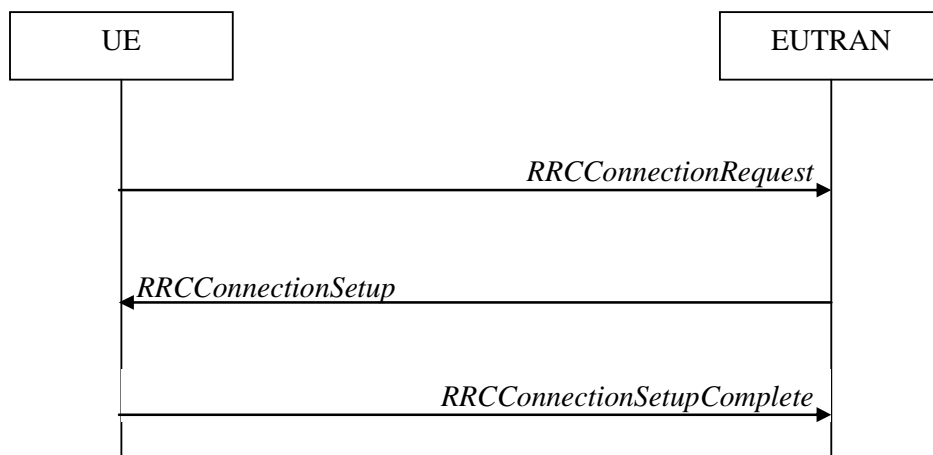 UE
EUTRAN
RRCConnectionRequest
RRCConnectionSetup
RRCConnectionSetupComplete